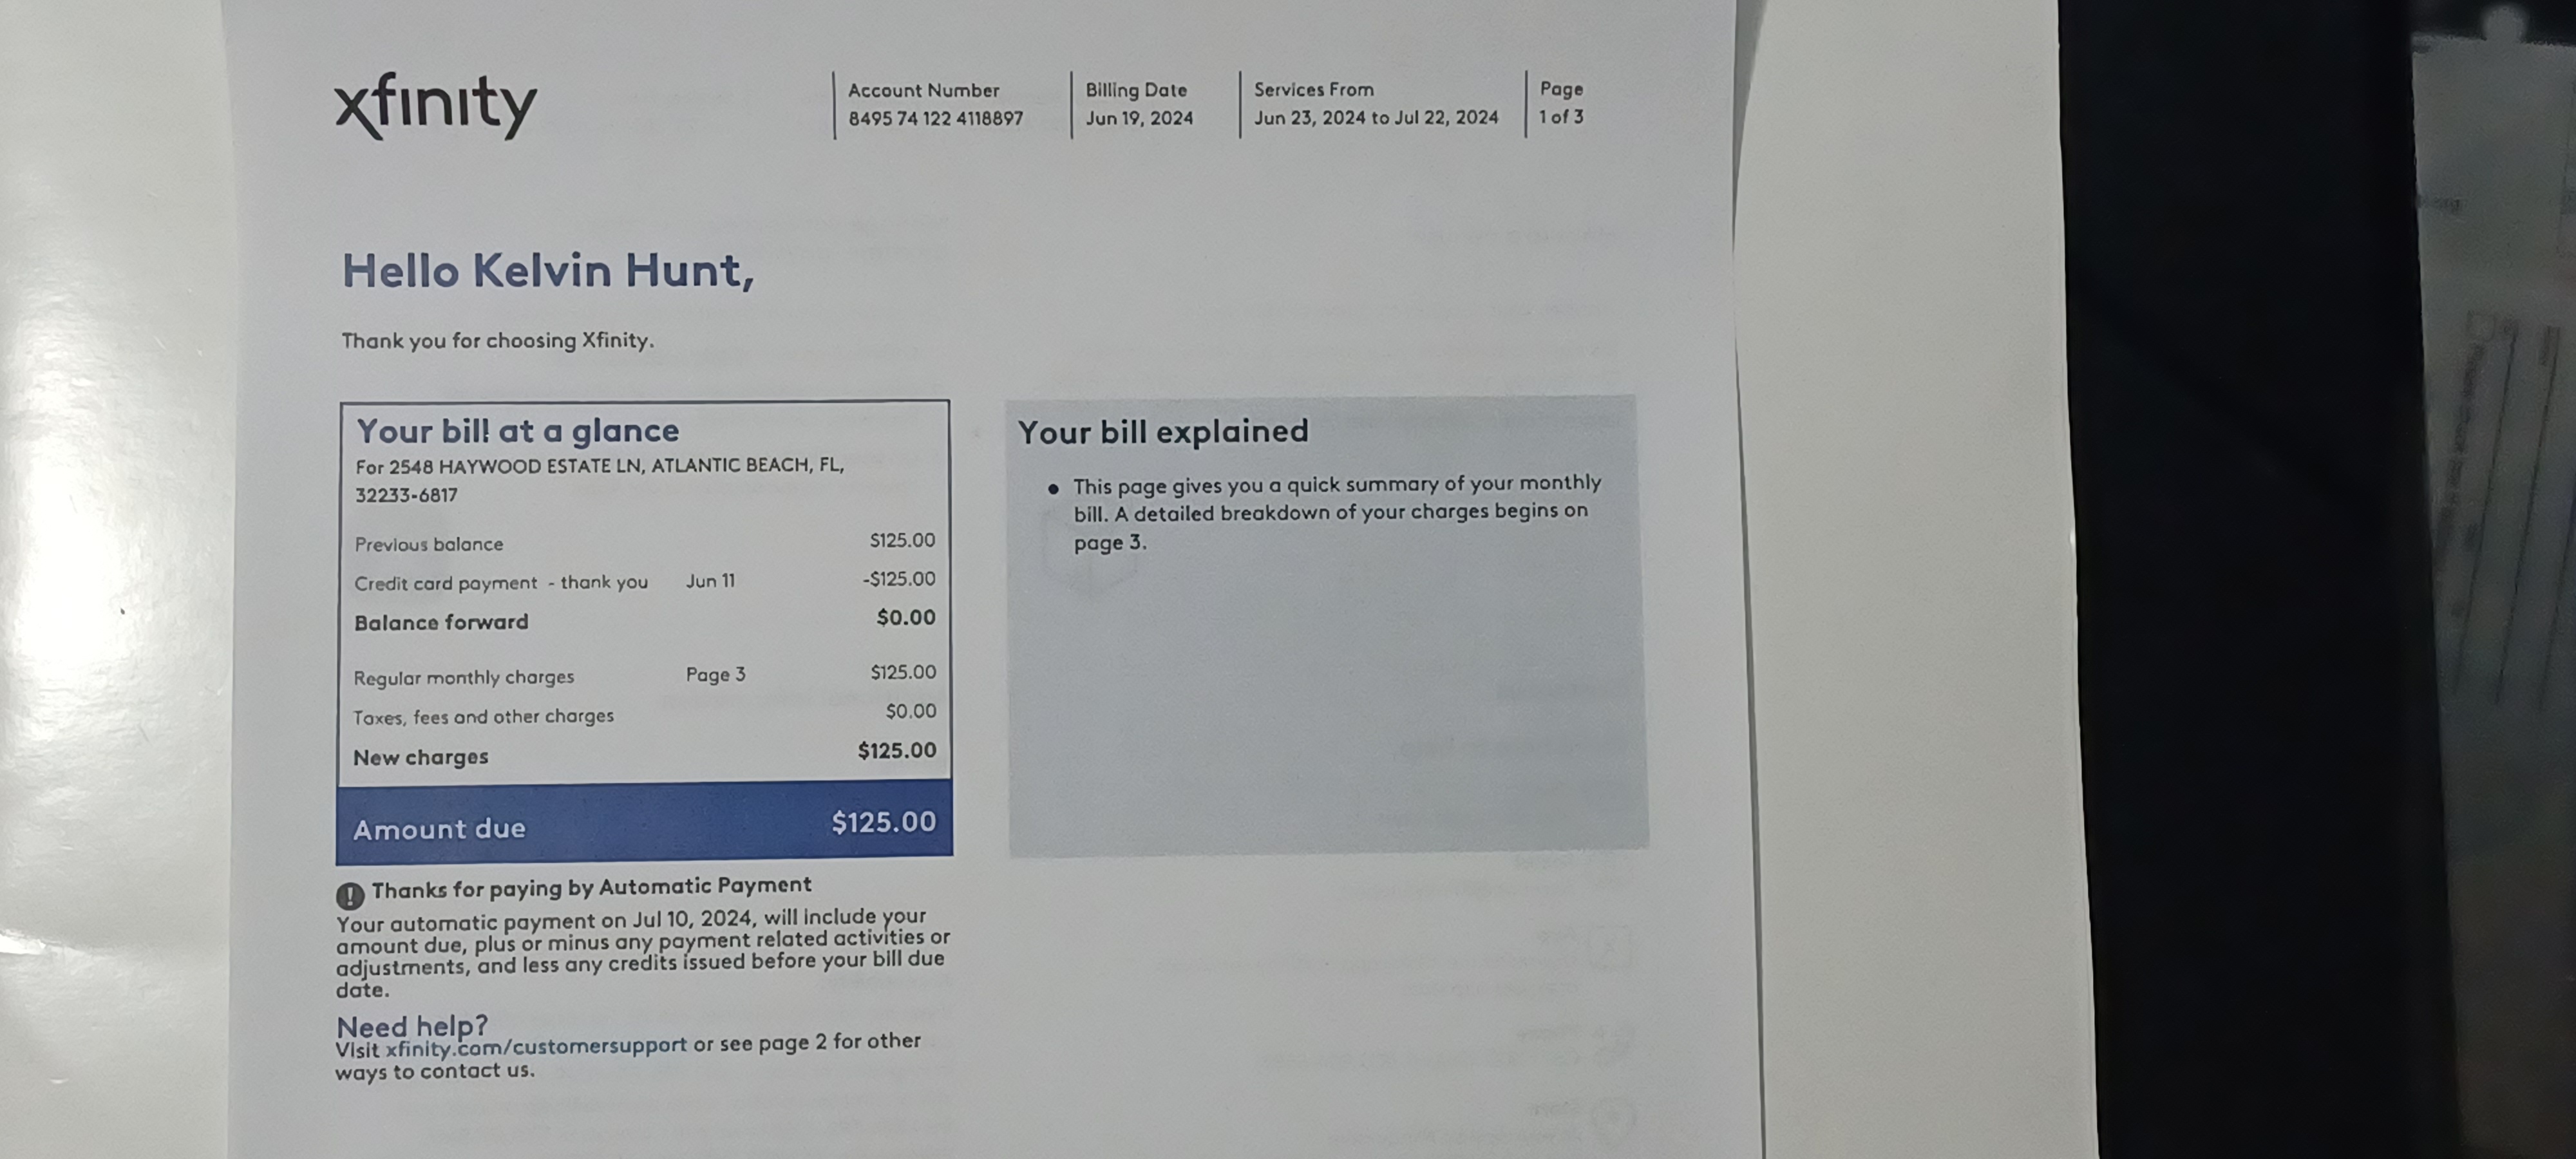 xfinity
Account Number
8495 74 122 4118897
Billing Date
Jun 19, 2024
Services From
Jun 23, 2024 to Jul 22, 2024
Page
1 of 3
Hello Kelvin Hunt,
Thank you for choosing Xfinity.
Your bill at a glance
For 2548 HAYWOOD ESTATE LN, ATLANTIC BEACH, FL,
32233-6817
Previous balance $125.00
Credit card payment - thank you Jun 11 -$125.00
Balance forward $0.00
Regular monthly charges Page 3 $125.00
Taxes, fees and other charges $0.00
New charges $125.00
Amount due $125.00
! Thanks for paying by Automatic Payment
Your automatic payment on Jul 10, 2024, will include your
amount due, plus or minus any payment related activities or
adjustments, and less any credits issued before your bill due
date.
Need help?
Visit xfinity.com/customersupport or see page 2 for other
ways to contact us.
Your bill explained
• This page gives you a quick summary of your monthly
bill. A detailed breakdown of your charges begins on
page 3.